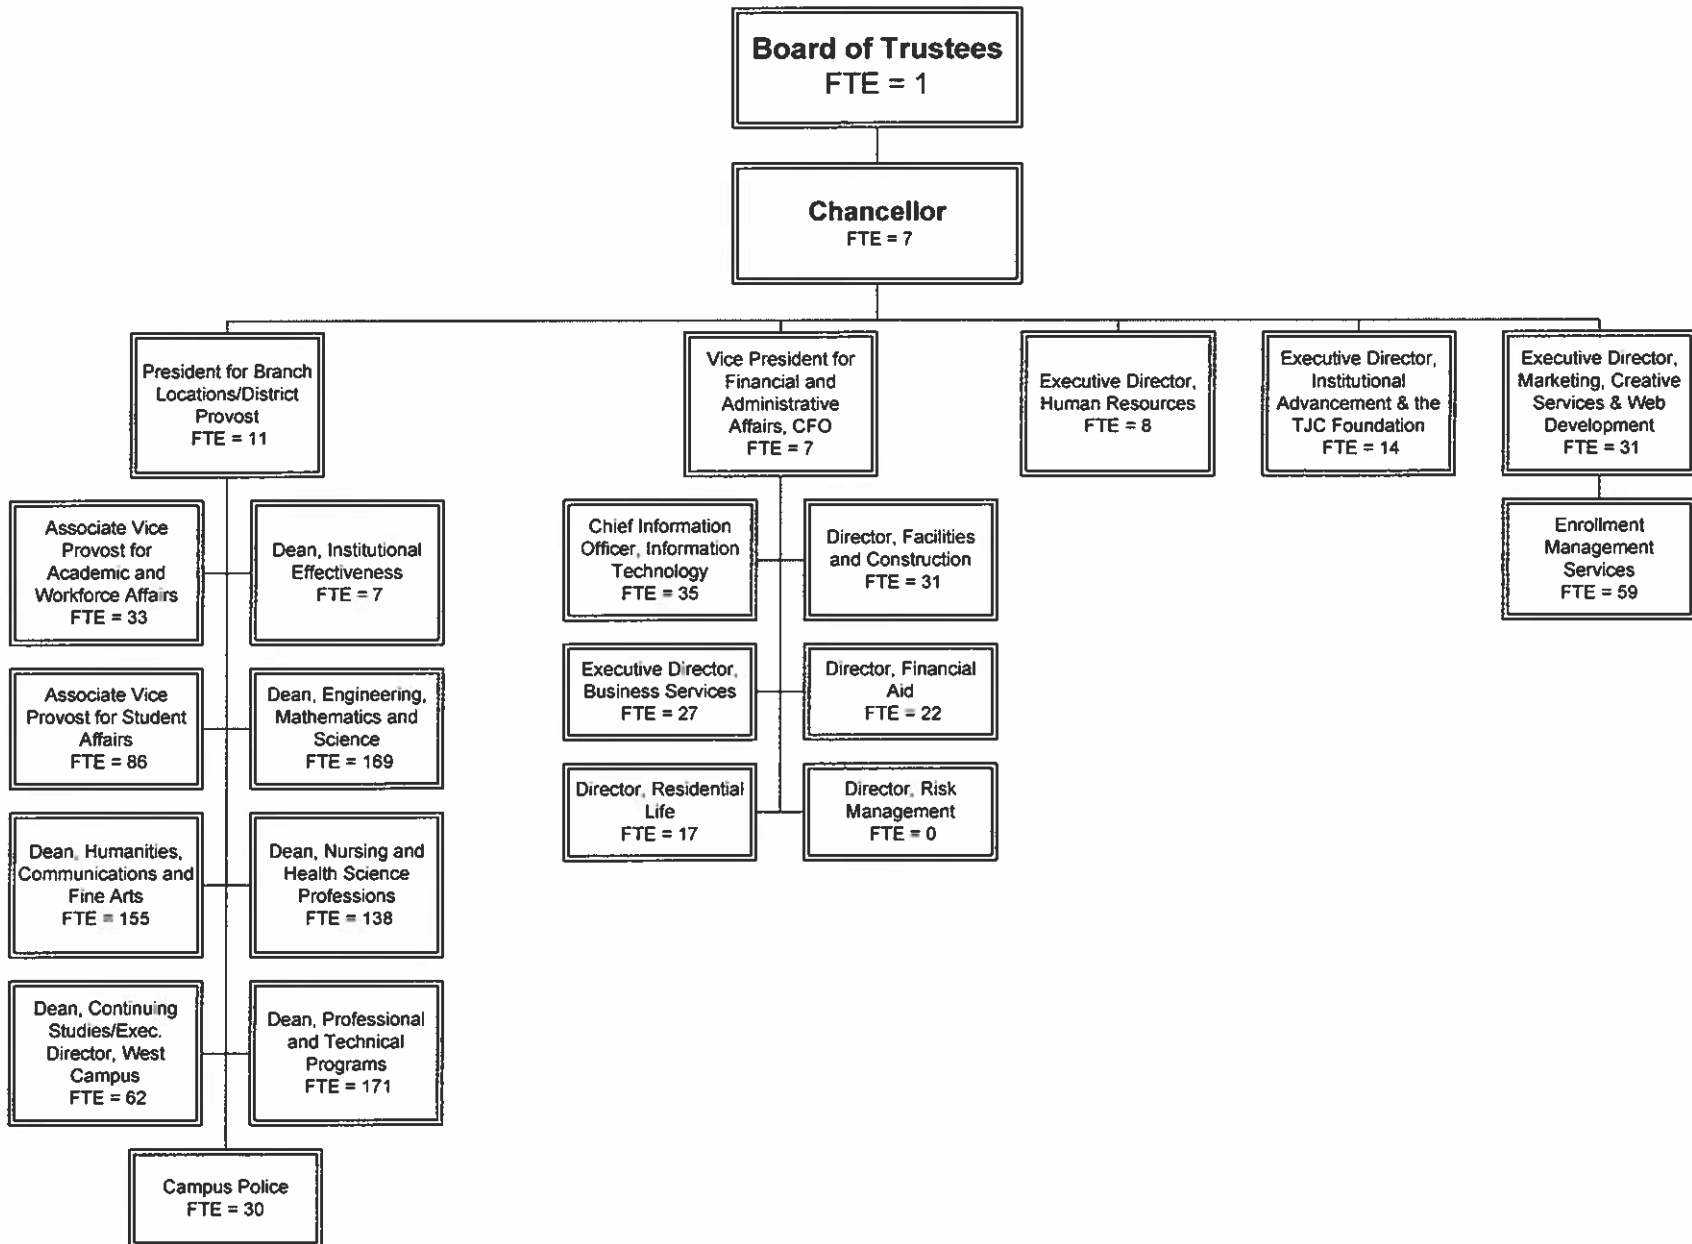 Board of Trustees
FTE = 1
Chancellor
FTE = 7
President for Branch
Locations/District
Provost
FTE = 11
Vice President for
Financial and
Administrative
Affairs, CFO
FTE = 7
Executive Director,
Human Resources
FTE = 8
Executive Director,
Institutional
Advancement & the
TJC Foundation
FTE = 14
Executive Director,
Marketing, Creative
Services & Web
Development
FTE = 31
Associate Vice
Provost for
Academic and
Workforce Affairs
FTE = 33
Dean, Institutional
Effectiveness
FTE = 7
Chief Information
Officer, Information
Technology
FTE = 35
Director, Facilities
and Construction
FTE = 31
Enrollment
Management
Services
FTE = 59
Associate Vice
Provost for Student
Affairs
FTE = 86
Dean, Engineering,
Mathematics and
Science
FTE = 169
Executive Director,
Business Services
FTE = 27
Director, Financial
Aid
FTE = 22
Director, Residential
Life
FTE = 17
Director, Risk
Management
FTE = 0
Dean, Humanities,
Communications and
Fine Arts
FTE = 155
Dean, Nursing and
Health Science
Professions
FTE = 138
Dean, Continuing
Studies/Exec.
Director, West
Campus
FTE = 62
Dean, Professional
and Technical
Programs
FTE = 171
Campus Police
FTE = 30